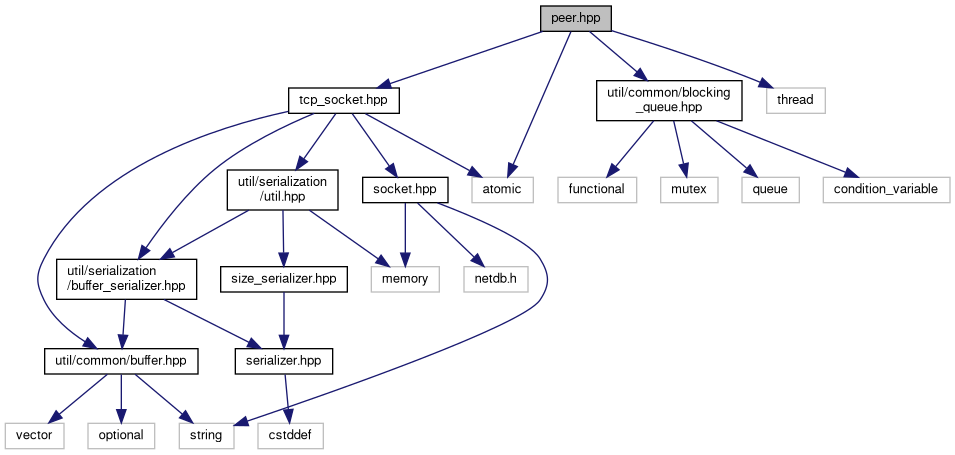 peer.hpp
tcp_socket.hpp
util/common/blocking
_queue.hpp
thread
util/serialization
/util.hpp
socket.hpp
atomic
functional
mutex
queue
condition_variable
util/serialization
/buffer_serializer.hpp
size_serializer.hpp
memory
netdb.h
util/common/buffer.hpp
serializer.hpp
vector
optional
string
cstddef